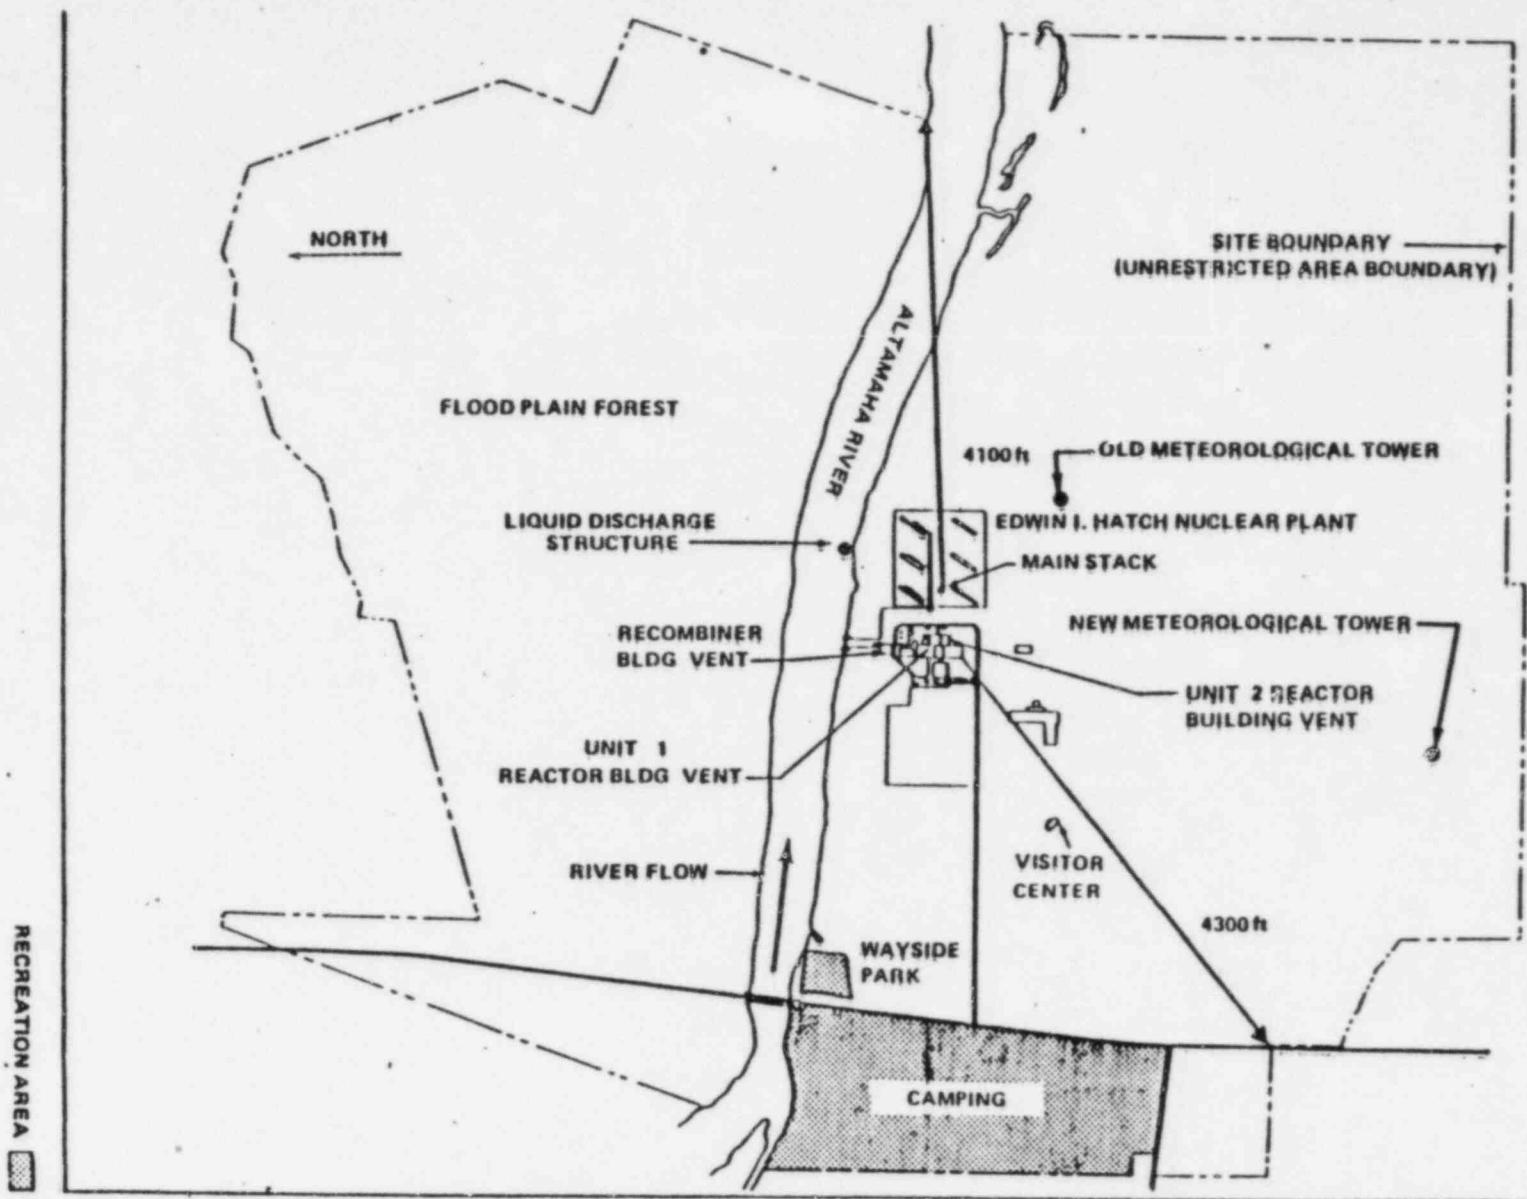 NORTH
SITE BOUNDARY
(UNRESTRICTED AREA BOUNDARY)
ALTAMAHA RIVER
FLOOD PLAIN FOREST
4100 ft
OLD METEOROLOGICAL TOWER
LIQUID DISCHARGE
STRUCTURE
EDWIN I. HATCH NUCLEAR PLANT
MAIN STACK
RECOMBINER
BLDG VENT
NEW METEOROLOGICAL TOWER
UNIT 2 REACTOR
BUILDING VENT
UNIT 1
REACTOR BLDG VENT
VISITOR
CENTER
RIVER FLOW
4300 ft
WAYSIDE
PARK
CAMPING
RECREATION AREA